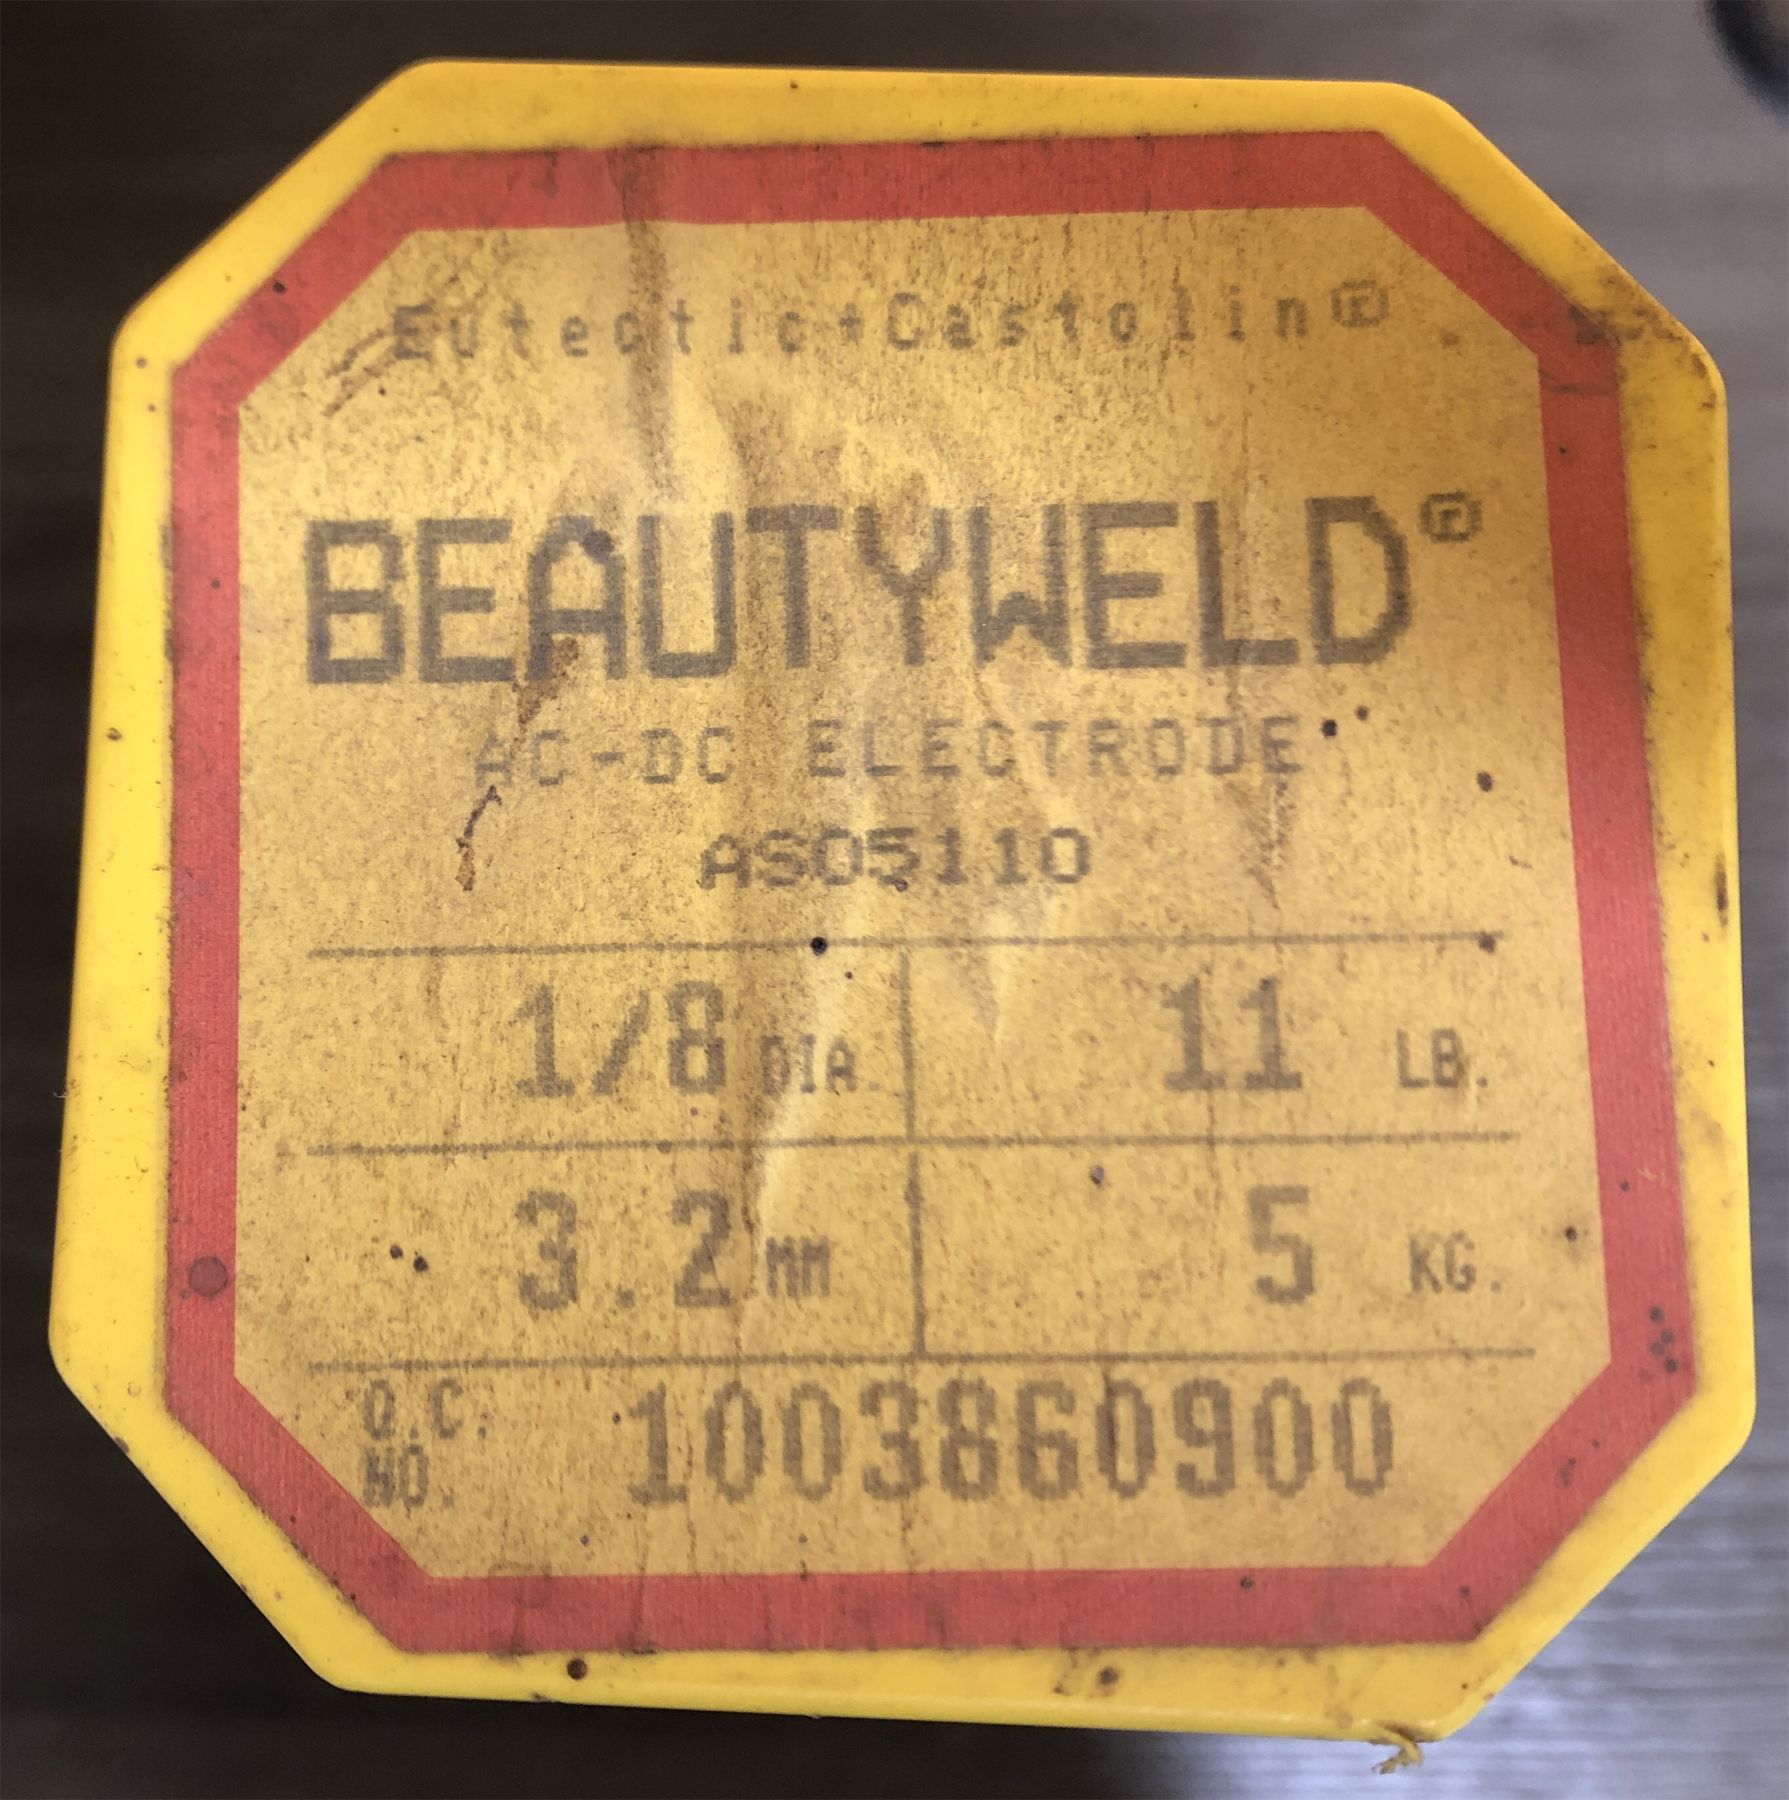 Eutectic+Castolin®
BEAUTYWELD®
AC-DC ELECTRODE
AS05110
1/8 DIA. 11 LB.
3.2 MM 5 KG.
Q.C. NO. 1003860900